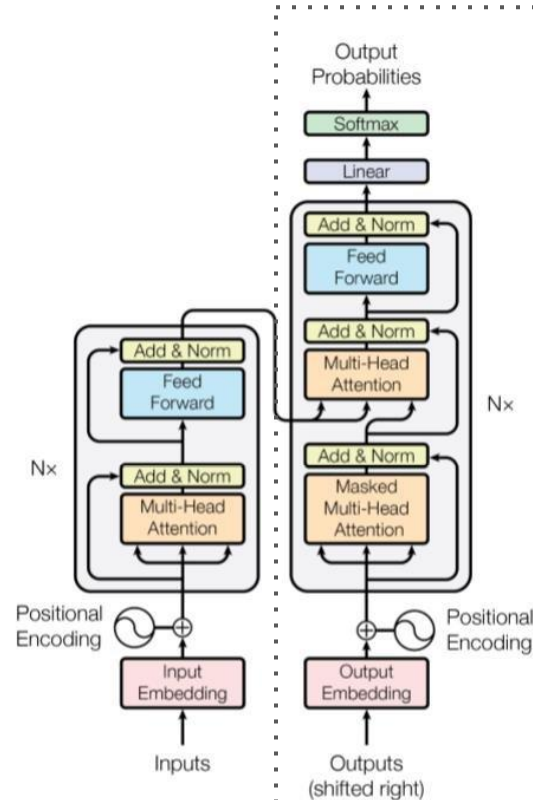 Output
Probabilities
Softmax
Linear
Add & Norm
Feed
Forward
Add & Norm
Multi-Head
Attention
Add & Norm
Masked
Multi-Head
Attention
N×
Positional
Encoding
Output
Embedding
Outputs
(shifted right)
Add & Norm
Feed
Forward
Add & Norm
Multi-Head
Attention
N×
Positional
Encoding
Input
Embedding
Inputs